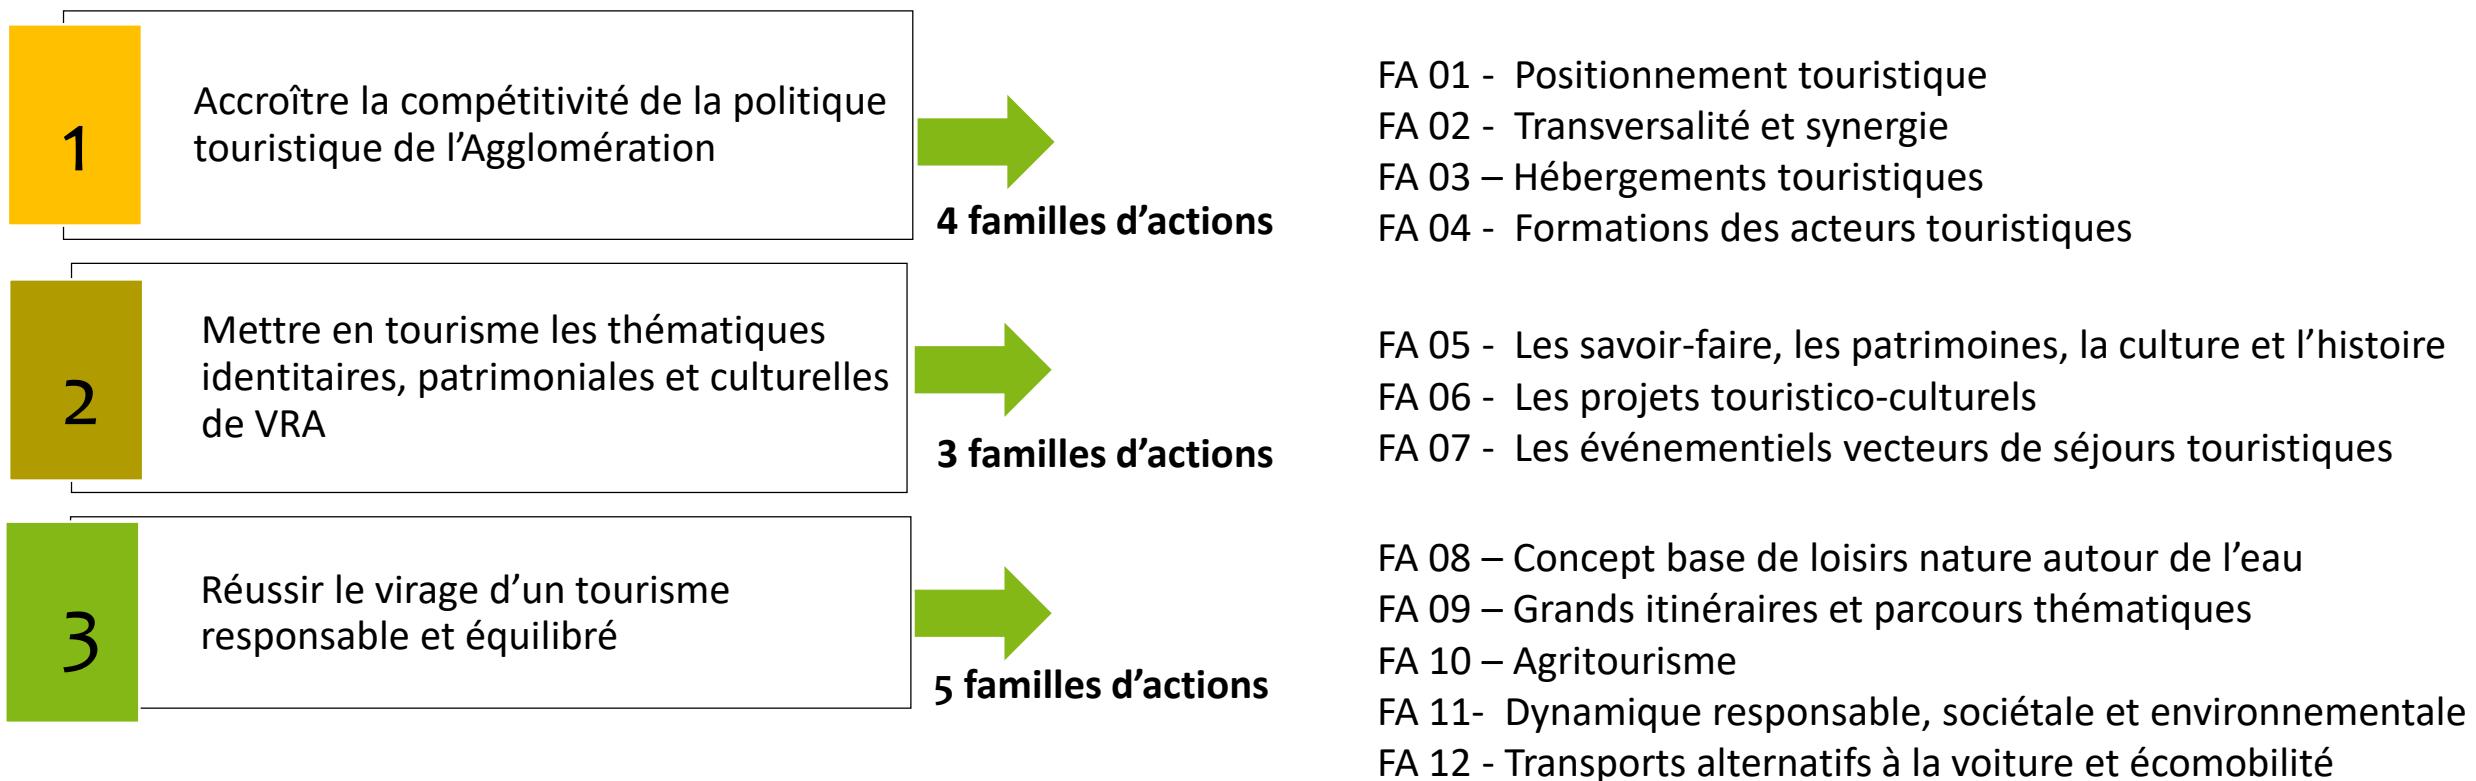 1
Accroître la compétitivité de la politique
touristique de l’Agglomération
4 familles d’actions
FA 01 - Positionnement touristique
FA 02 - Transversalité et synergie
FA 03 – Hébergements touristiques
FA 04 - Formations des acteurs touristiques
2
Mettre en tourisme les thématiques
identitaires, patrimoniales et culturelles
de VRA
3 familles d’actions
FA 05 - Les savoir-faire, les patrimoines, la culture et l’histoire
FA 06 - Les projets touristico-culturels
FA 07 - Les événementiels vecteurs de séjours touristiques
3
Réussir le virage d’un tourisme
responsable et équilibré
5 familles d’actions
FA 08 – Concept base de loisirs nature autour de l’eau
FA 09 – Grands itinéraires et parcours thématiques
FA 10 – Agritourisme
FA 11- Dynamique responsable, sociétale et environnementale
FA 12 - Transports alternatifs à la voiture et écomobilité